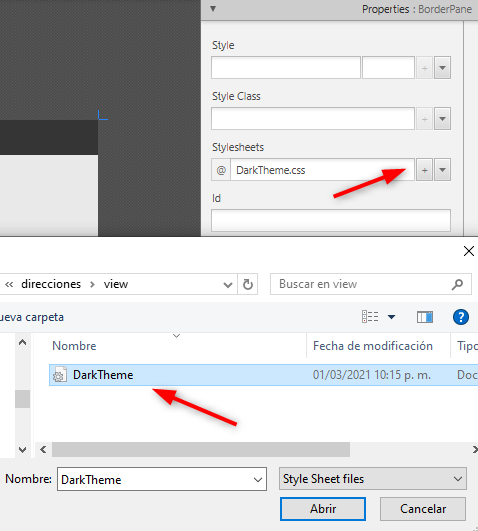 Properties : BorderPane
Style
Style Class
Stylesheets
@ DarkTheme.css
Id
« direcciones > view
Buscar en view
ueva carpeta
Nombre Fecha de modificación Tipo
DarkTheme 01/03/2021 10:15 p. m. Doc
Nombre: DarkTheme Style Sheet files
Abrir Cancelar